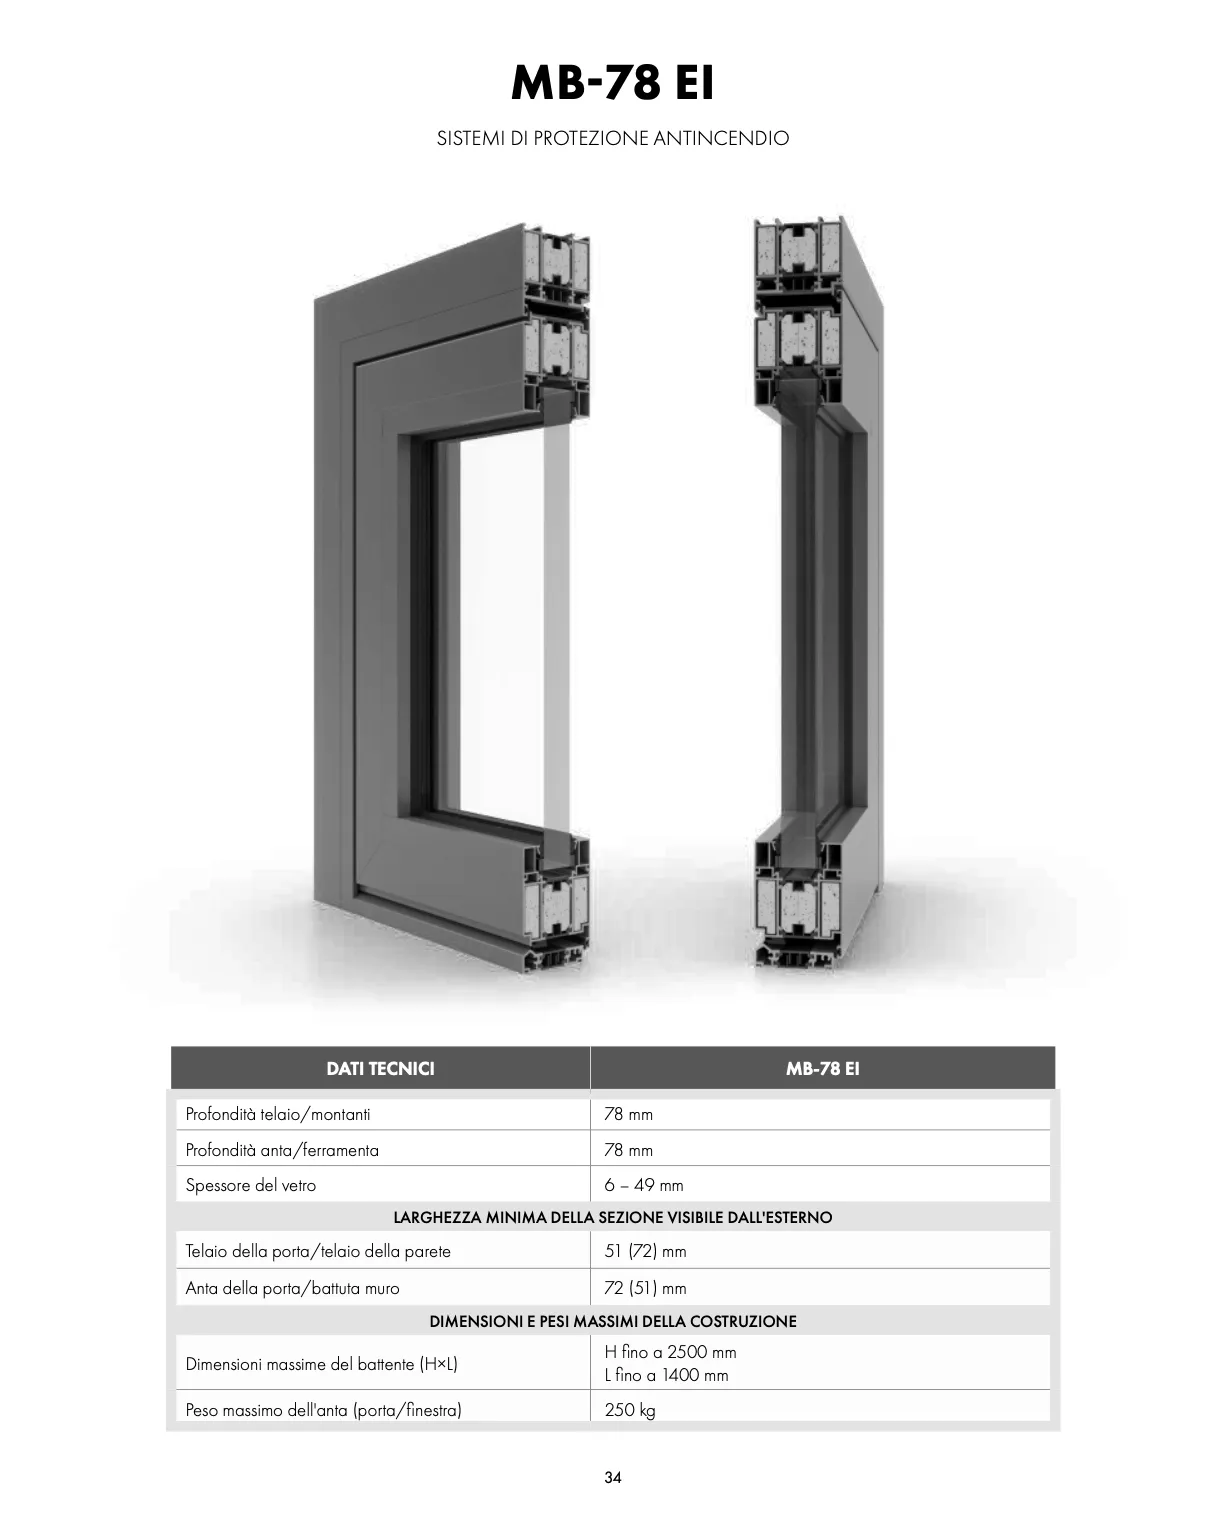 MB-78 EI
SISTEMI DI PROTEZIONE ANTINCENDIO
DATI TECNICI MB-78 EI
Profondità telaio/montanti 78 mm
Profondità anta/ferramenta 78 mm
Spessore del vetro 6 – 49 mm
LARGHEZZA MINIMA DELLA SEZIONE VISIBILE DALL'ESTERNO
Telaio della porta/telaio della parete 51 (72) mm
Anta della porta/battuta muro 72 (51) mm
DIMENSIONI E PESI MASSIMI DELLA COSTRUZIONE
Dimensioni massime del battente (H×L) H fino a 2500 mm
L fino a 1400 mm
Peso massimo dell'anta (porta/finestra) 250 kg
34